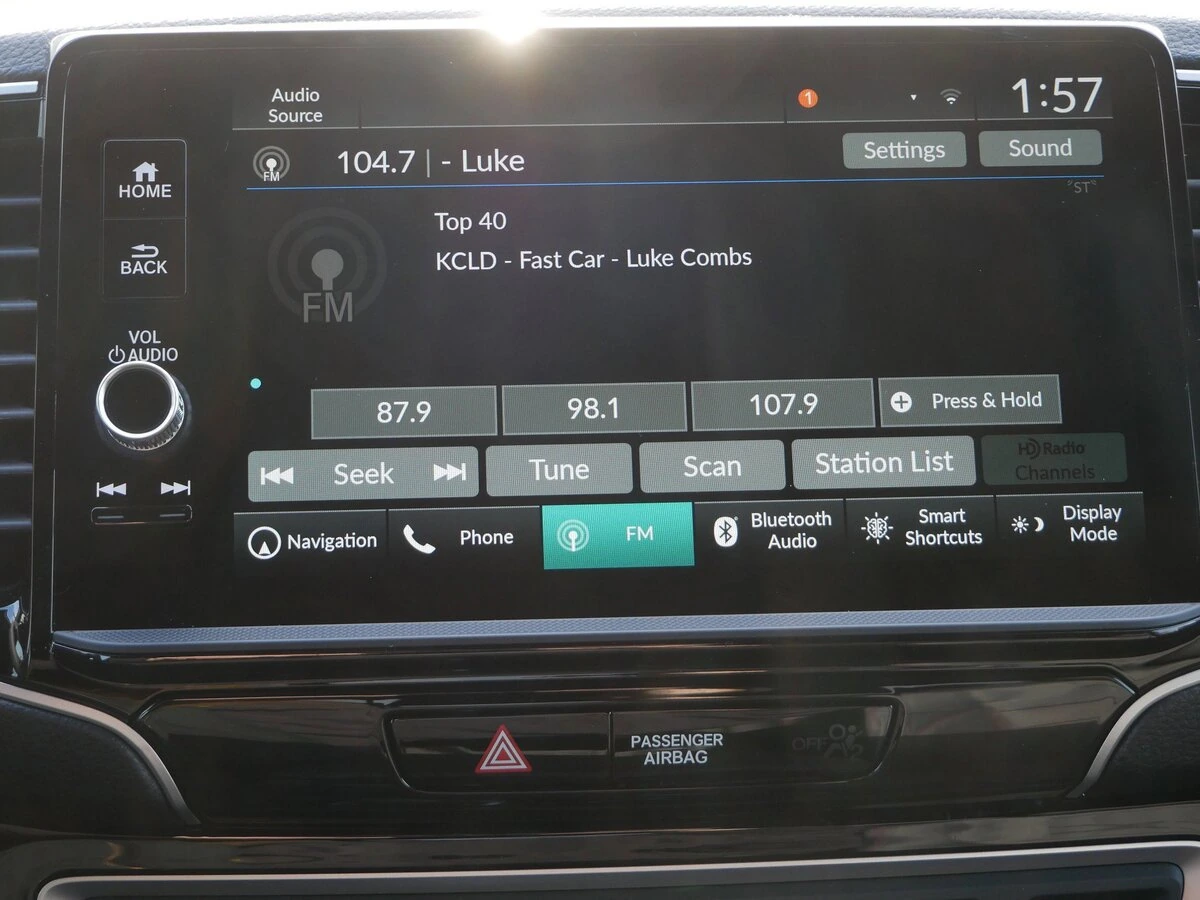 Audio
Source
1
1:57
HOME
FM
104.7 | - Luke
Settings
Sound
"ST"
BACK
FM
Top 40
KCLD - Fast Car - Luke Combs
VOL
AUDIO
87.9
98.1
107.9
Press & Hold
Seek
Tune
Scan
Station List
HD Radio
Channels
Navigation
Phone
FM
Bluetooth
Audio
Smart
Shortcuts
Display
Mode
PASSENGER
AIRBAG
OFF